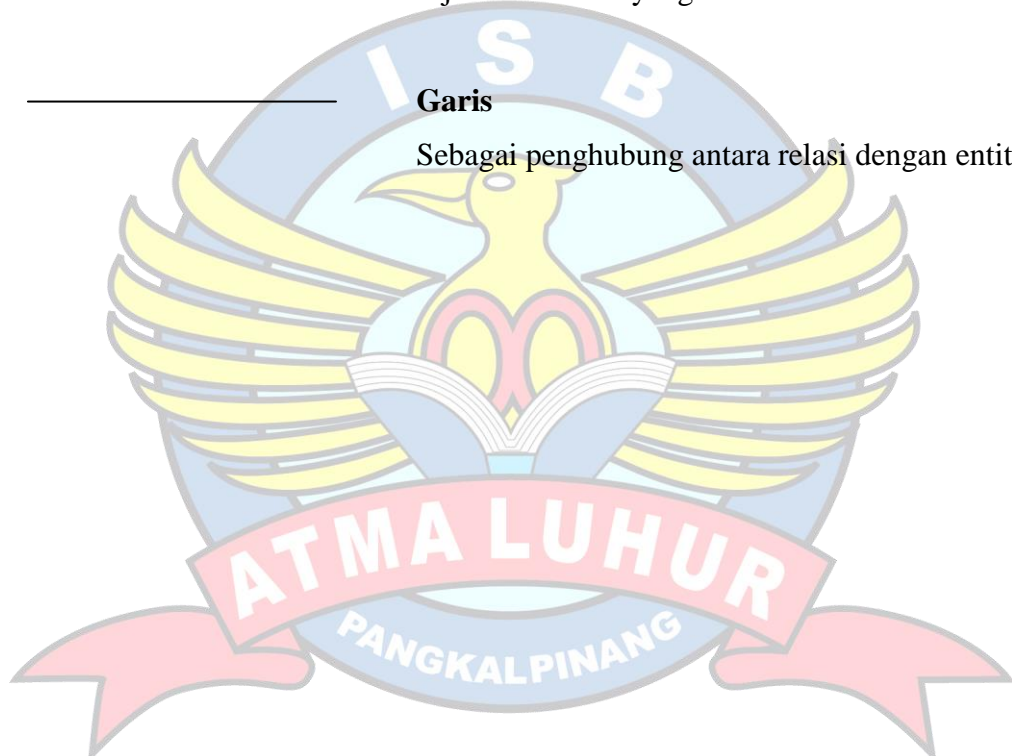 Garis
Sebagai penghubung antara relasi dengan entit
I S B
ATMA LUHUR
PANGKALPINANG